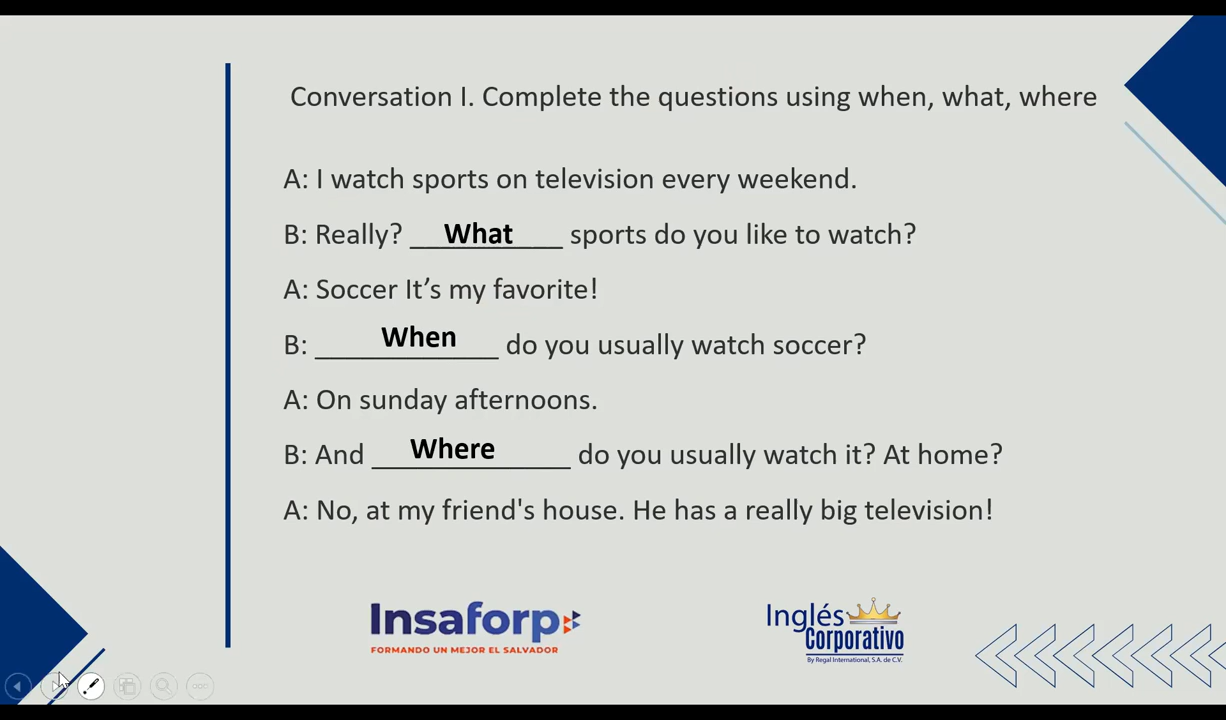 Conversation I. Complete the questions using when, what, where
A: I watch sports on television every weekend.
B: Really? __________ What sports do you like to watch?
A: Soccer It’s my favorite!
B: ____________ When do you usually watch soccer?
A: On sunday afternoons.
B: And _____________ Where do you usually watch it? At home?
A: No, at my friend's house. He has a really big television!
Insaforp
FORMANDO UN MEJOR EL SALVADOR
Inglés
Corporativo
By Regal International, S.A. de C.V.